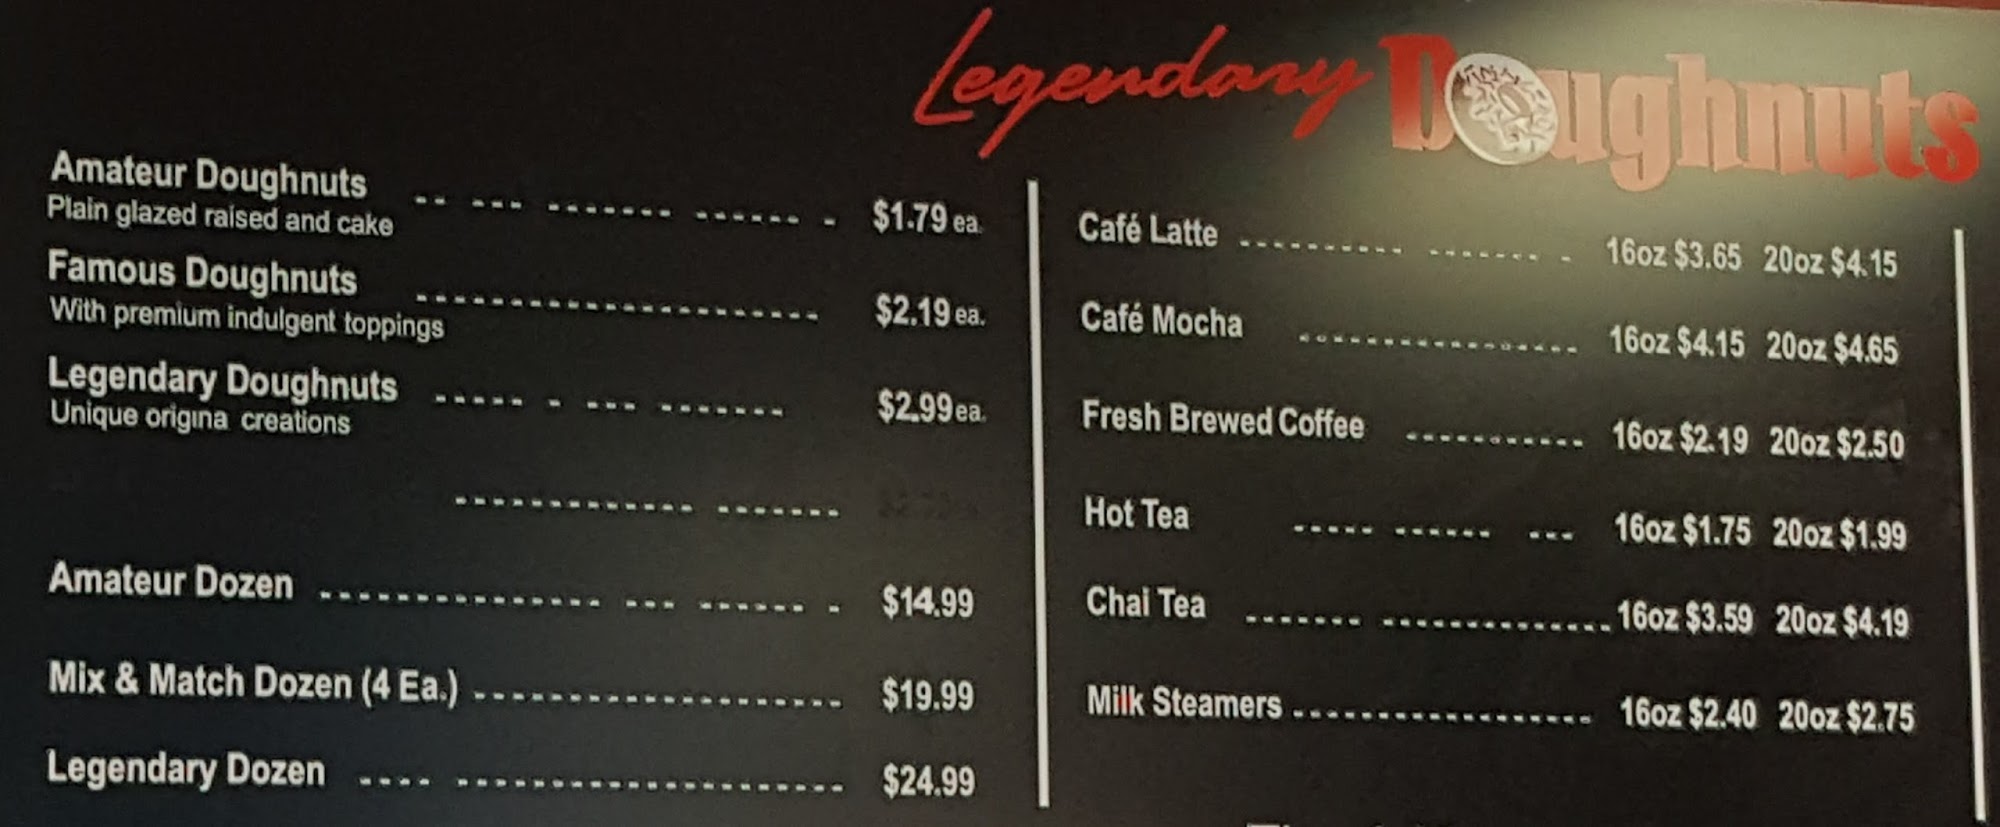 Legendary Doughnuts
Amateur Doughnuts $1.79 ea.
Plain glazed raised and cake
Famous Doughnuts $2.19 ea.
With premium indulgent toppings
Legendary Doughnuts $2.99 ea.
Unique origina creations
Amateur Dozen $14.99
Mix & Match Dozen (4 Ea.) $19.99
Legendary Dozen $24.99
Café Latte 16oz $3.65 20oz $4.15
Café Mocha 16oz $4.15 20oz $4.65
Fresh Brewed Coffee 16oz $2.19 20oz $2.50
Hot Tea 16oz $1.75 20oz $1.99
Chai Tea 16oz $3.59 20oz $4.19
Milk Steamers 16oz $2.40 20oz $2.75